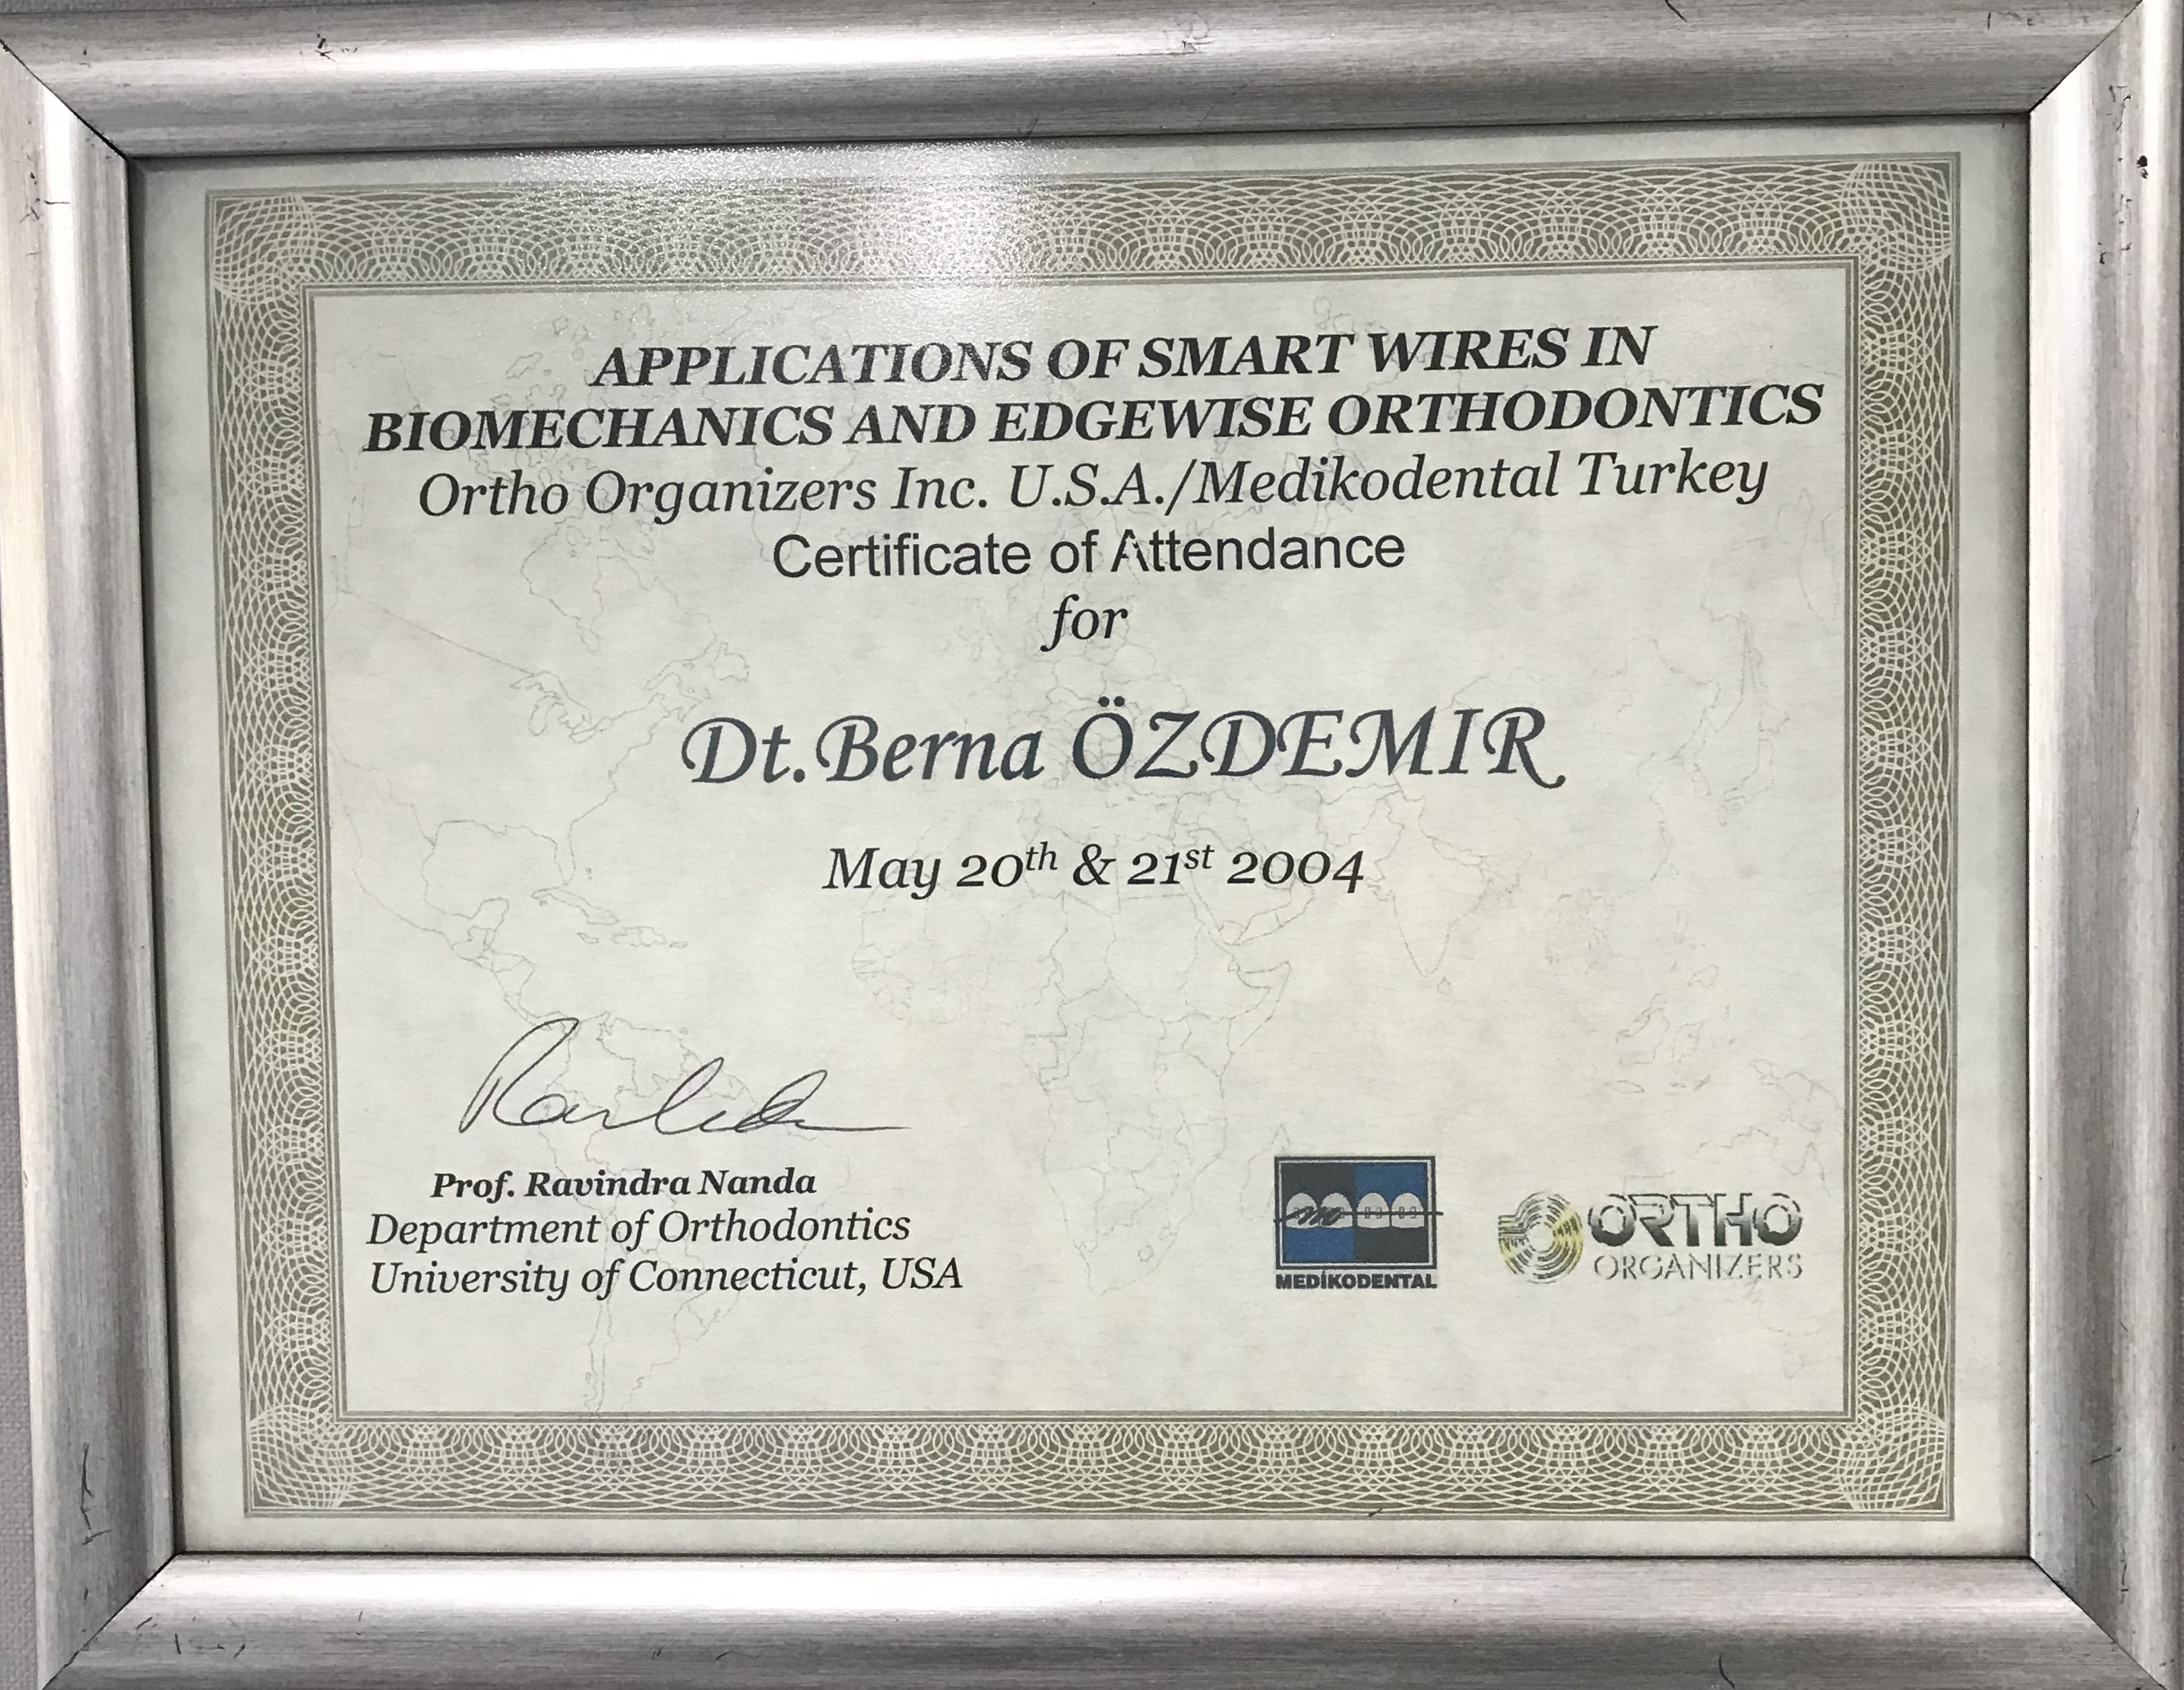 APPLICATIONS OF SMART WIRES IN
BIOMECHANICS AND EDGEWISE ORTHODONTICS
Ortho Organizers Inc. U.S.A./Medikodental Turkey
Certificate of Attendance
for
Dt.Berna ÖZDEMIR
May 20th & 21st 2004
Prof. Ravindra Nanda
Department of Orthodontics
University of Connecticut, USA
MEDİKODENTAL
ORTHO
ORGANIZERS